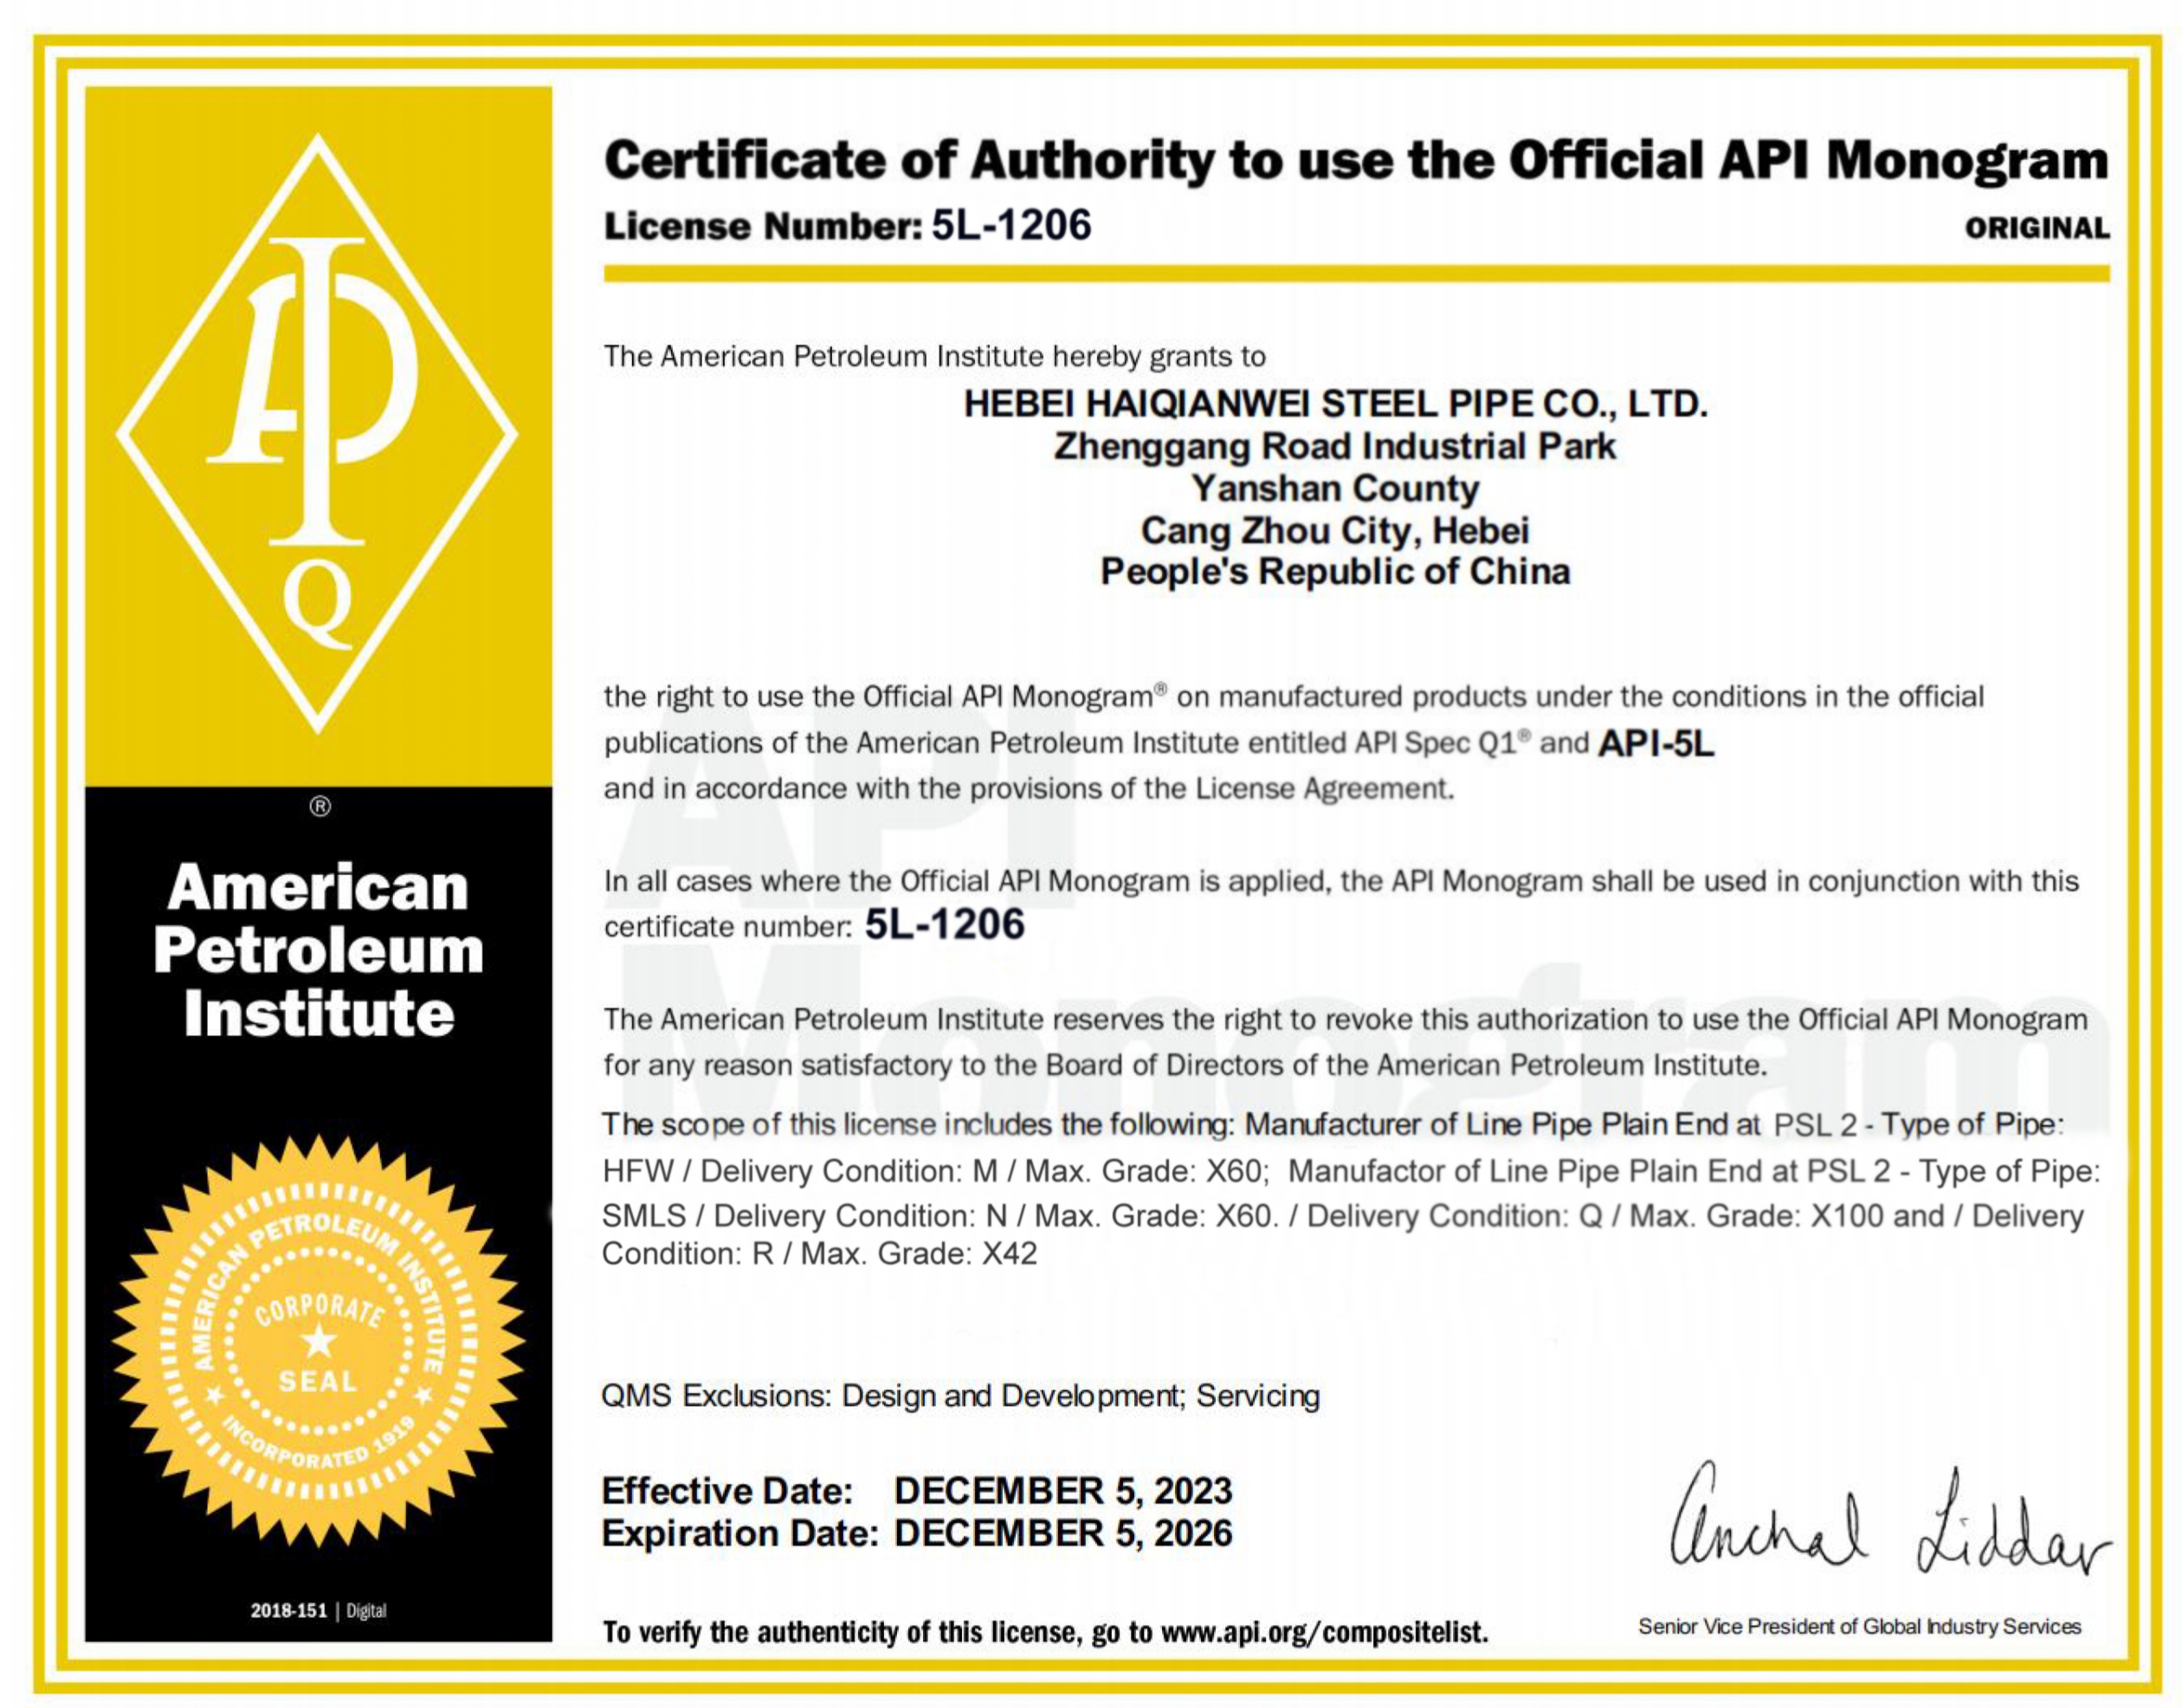 Certificate of Authority to use the Official API Monogram
License Number: 5L-1206
ORIGINAL
The American Petroleum Institute hereby grants to
HEBEI HAIQIANWEI STEEL PIPE CO., LTD.
Zhenggang Road Industrial Park
Yanshan County
Cang Zhou City, Hebei
People's Republic of China
the right to use the Official API Monogram® on manufactured products under the conditions in the official
publications of the American Petroleum Institute entitled API Spec Q1® and API-5L
and in accordance with the provisions of the License Agreement.
In all cases where the Official API Monogram is applied, the API Monogram shall be used in conjunction with this
certificate number: 5L-1206
The American Petroleum Institute reserves the right to revoke this authorization to use the Official API Monogram
for any reason satisfactory to the Board of Directors of the American Petroleum Institute.
The scope of this license includes the following: Manufacturer of Line Pipe Plain End at PSL 2 - Type of Pipe:
HFW / Delivery Condition: M / Max. Grade: X60; Manufactor of Line Pipe Plain End at PSL 2 - Type of Pipe:
SMLS / Delivery Condition: N / Max. Grade: X60. / Delivery Condition: Q / Max. Grade: X100 and / Delivery
Condition: R / Max. Grade: X42
QMS Exclusions: Design and Development; Servicing
Effective Date: DECEMBER 5, 2023
Expiration Date: DECEMBER 5, 2026
To verify the authenticity of this license, go to www.api.org/compositelist.
Anchal Liddar
Senior Vice President of Global Industry Services
API
Monogram
API
Q
®
American
Petroleum
Institute
AMERICAN PETROLEUM INSTITUTE
CORPORATE
SEAL
INCORPORATED 1919
2018-151 | Digital